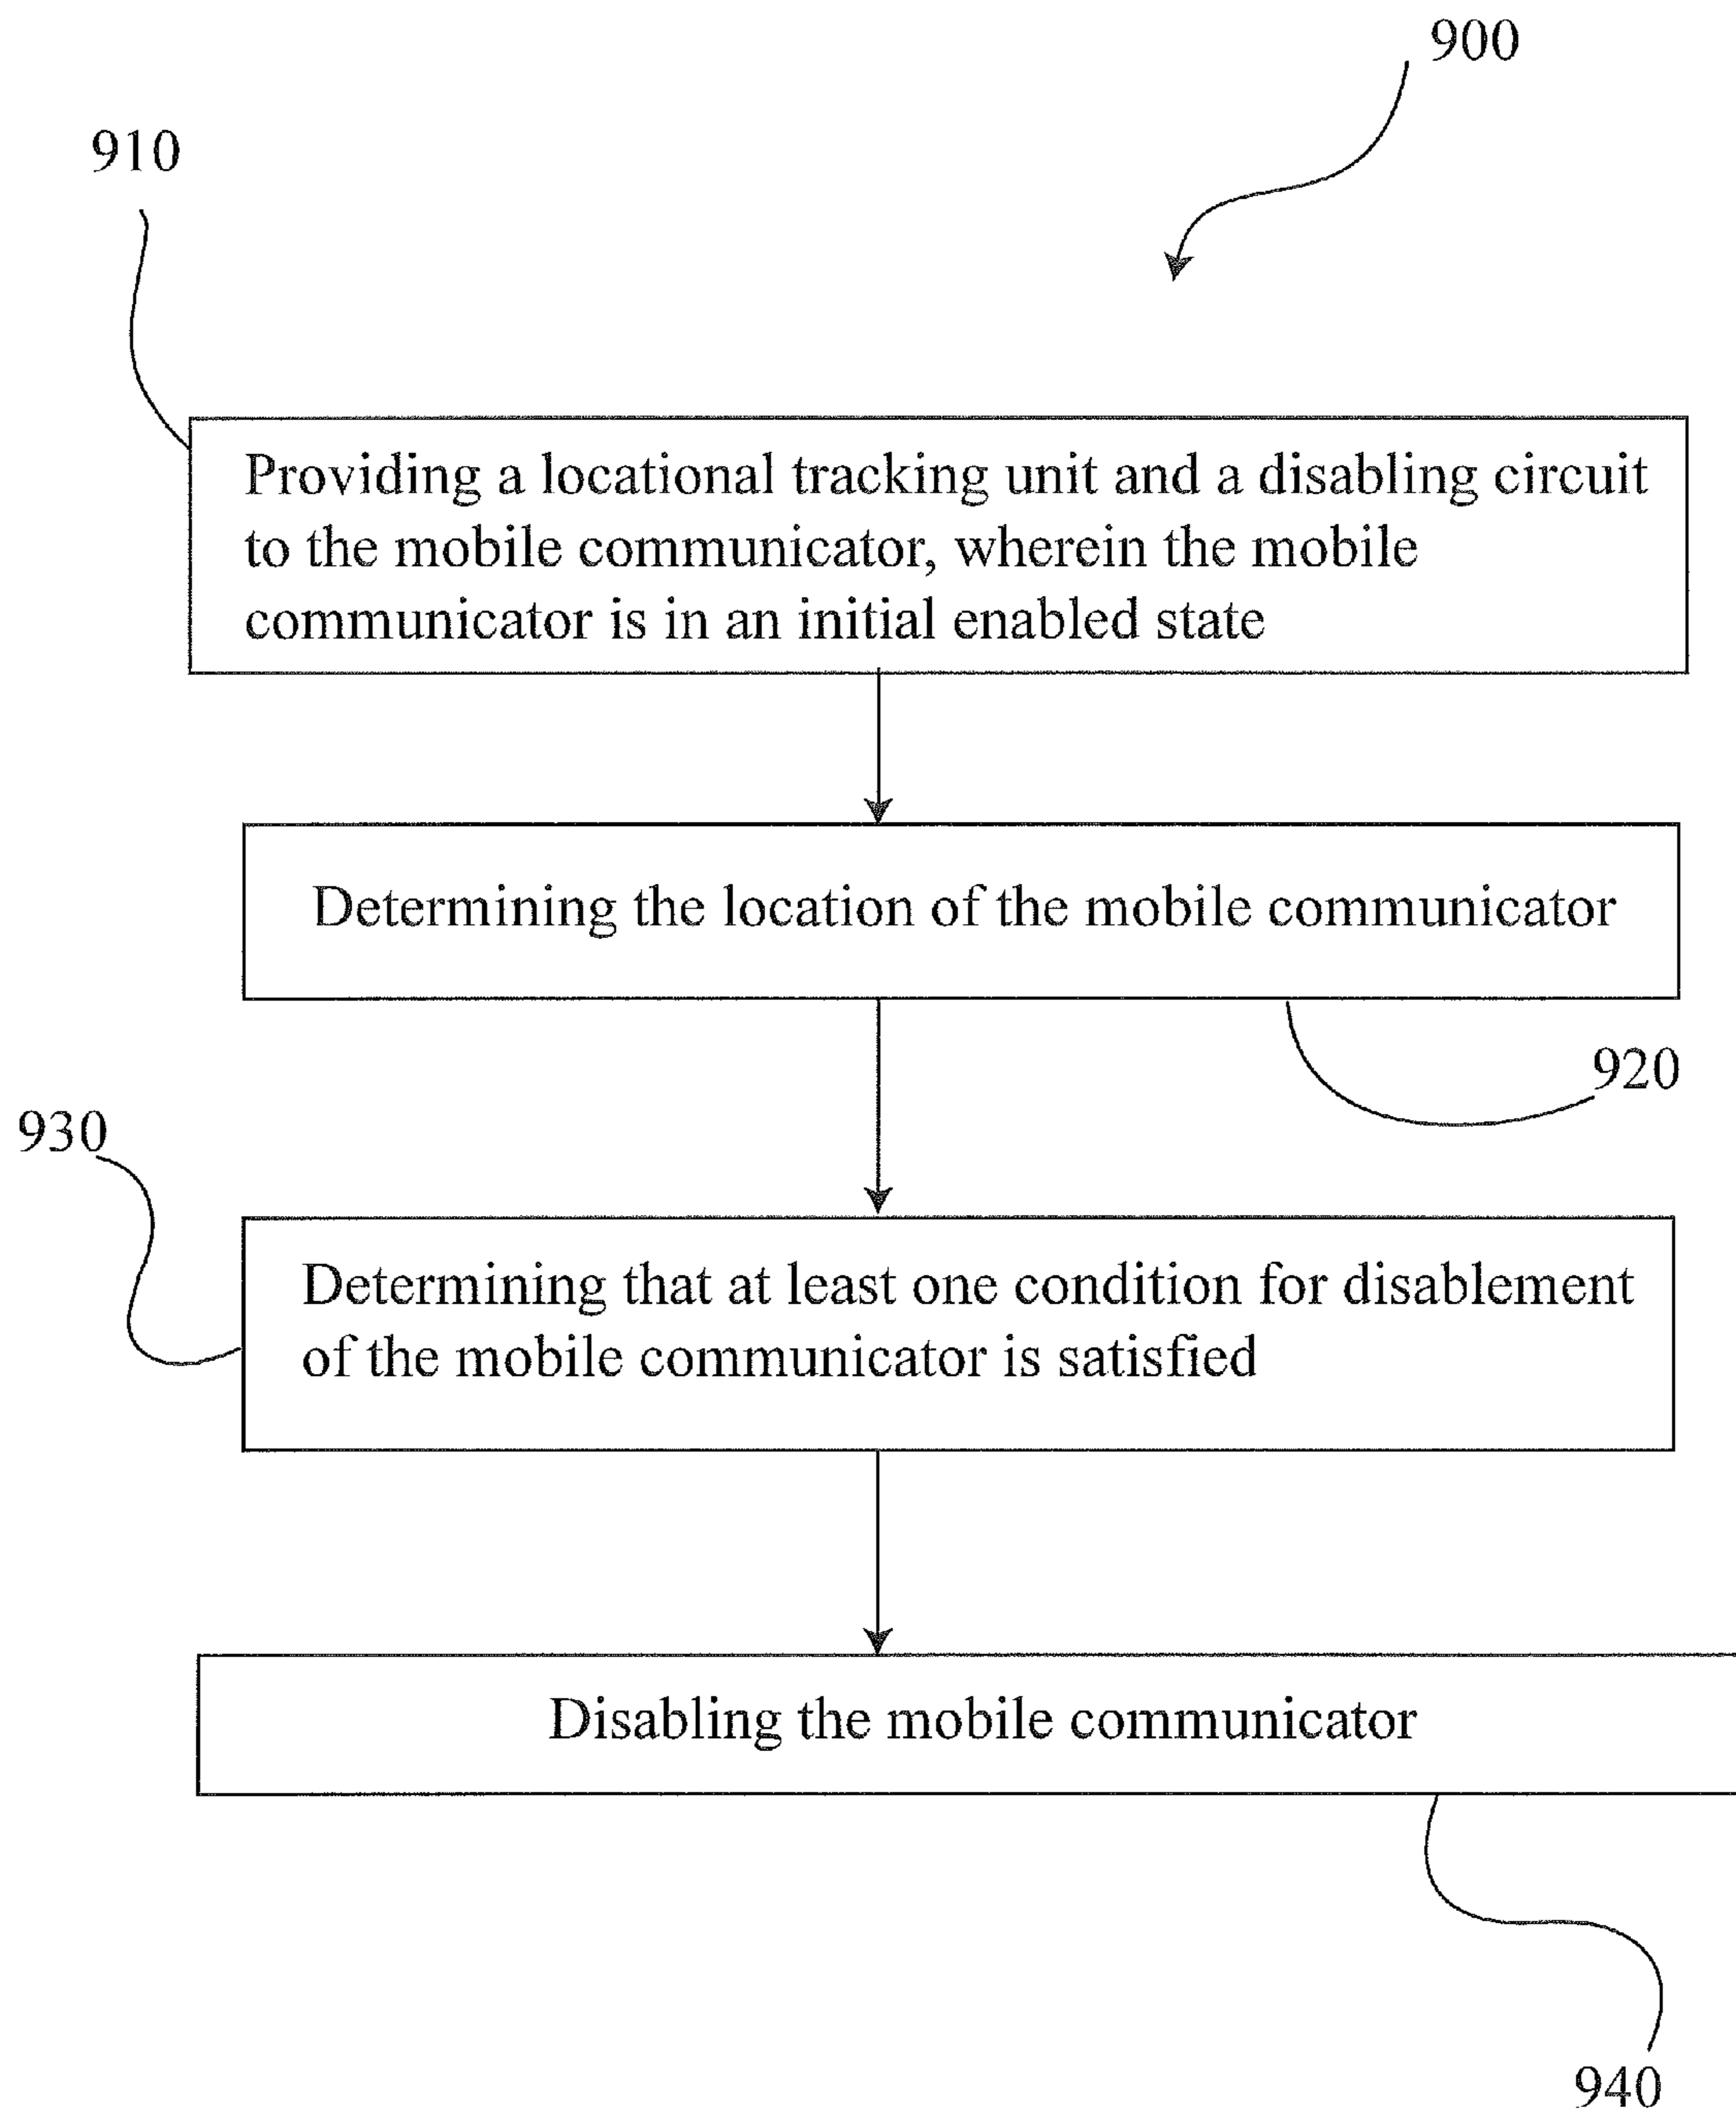 900
910
Providing a locational tracking unit and a disabling circuit
to the mobile communicator, wherein the mobile
communicator is in an initial enabled state
Determining the location of the mobile communicator
920
930
Determining that at least one condition for disablement
of the mobile communicator is satisfied
Disabling the mobile communicator
940